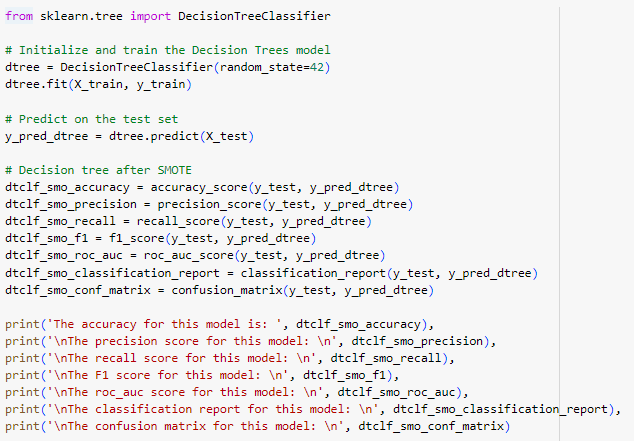 from sklearn.tree import DecisionTreeClassifier
# Initialize and train the Decision Trees model
dtree = DecisionTreeClassifier(random_state=42)
dtree.fit(X_train, y_train)
# Predict on the test set
y_pred_dtree = dtree.predict(X_test)
# Decision tree after SMOTE
dtclf_smo_accuracy = accuracy_score(y_test, y_pred_dtree)
dtclf_smo_precision = precision_score(y_test, y_pred_dtree)
dtclf_smo_recall = recall_score(y_test, y_pred_dtree)
dtclf_smo_f1 = f1_score(y_test, y_pred_dtree)
dtclf_smo_roc_auc = roc_auc_score(y_test, y_pred_dtree)
dtclf_smo_classification_report = classification_report(y_test, y_pred_dtree)
dtclf_smo_conf_matrix = confusion_matrix(y_test, y_pred_dtree)
print('The accuracy for this model is: ', dtclf_smo_accuracy),
print('\nThe precision score for this model: \n', dtclf_smo_precision),
print('\nThe recall score for this model: \n', dtclf_smo_recall),
print('\nThe F1 score for this model: \n', dtclf_smo_f1),
print('\nThe roc_auc score for this model: \n', dtclf_smo_roc_auc),
print('\nThe classification report for this model: \n', dtclf_smo_classification_report),
print('\nThe confusion matrix for this model: \n', dtclf_smo_conf_matrix)